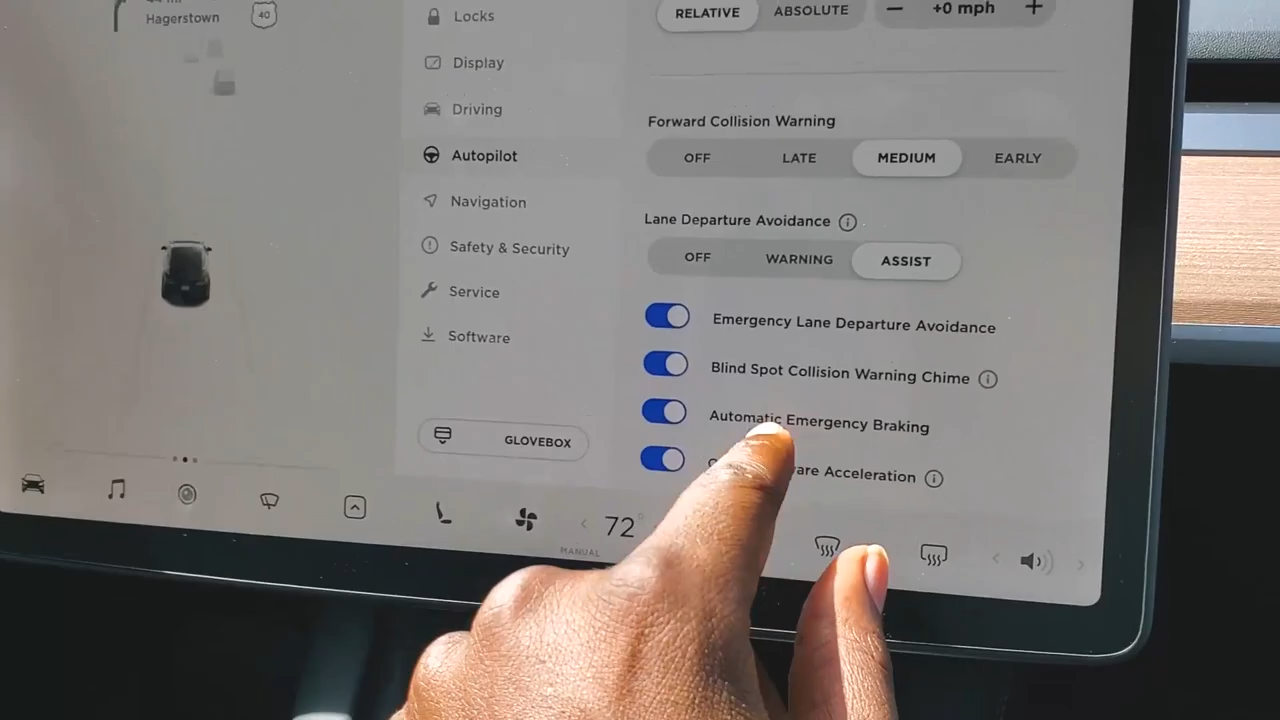 Hagerstown
40
Locks
Display
Driving
Autopilot
Navigation
Safety & Security
Service
Software
GLOVEBOX
RELATIVE ABSOLUTE
− +0 mph +
Forward Collision Warning
OFF LATE MEDIUM EARLY
Lane Departure Avoidance
OFF WARNING ASSIST
Emergency Lane Departure Avoidance
Blind Spot Collision Warning Chime
Automatic Emergency Braking
Acceleration
72
MANUAL